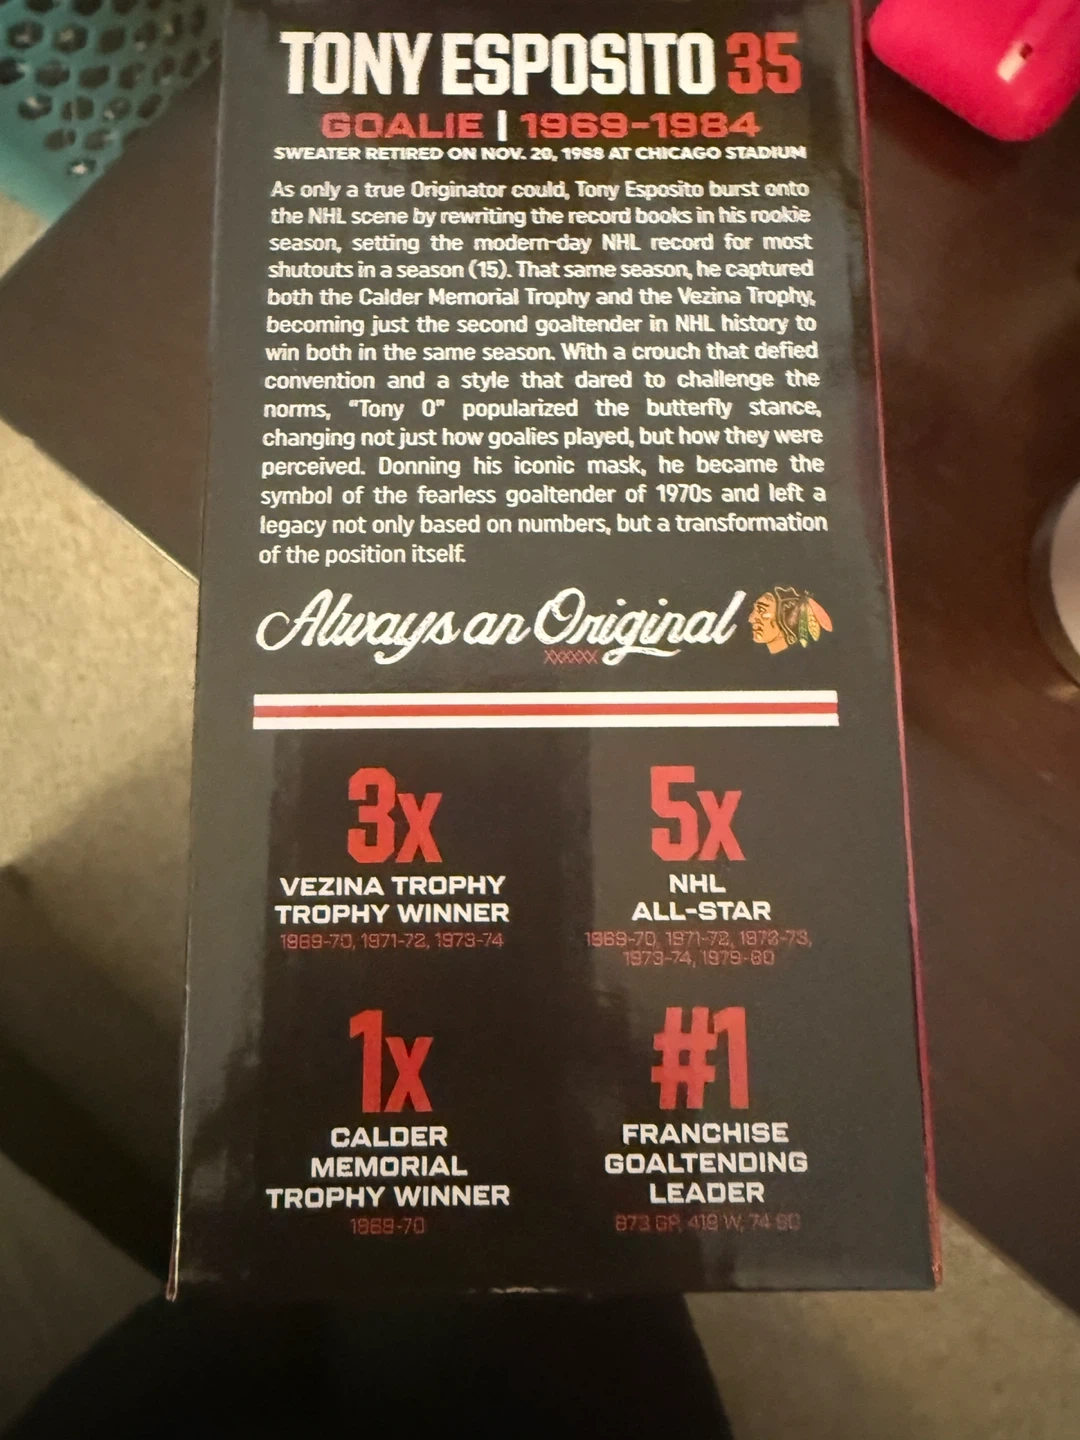 TONY ESPOSITO 35
GOALIE | 1969-1984
SWEATER RETIRED ON NOV. 20, 1988 AT CHICAGO STADIUM
As only a true Originator could, Tony Esposito burst onto
the NHL scene by rewriting the record books in his rookie
season, setting the modern-day NHL record for most
shutouts in a season (15). That same season, he captured
both the Calder Memorial Trophy and the Vezina Trophy,
becoming just the second goaltender in NHL history to
win both in the same season. With a crouch that defied
convention and a style that dared to challenge the
norms, "Tony O" popularized the butterfly stance,
changing not just how goalies played, but how they were
perceived. Donning his iconic mask, he became the
symbol of the fearless goaltender of 1970s and left a
legacy not only based on numbers, but a transformation
of the position itself.
Always an Original
XXXXXX
3x
VEZINA TROPHY
TROPHY WINNER
1969-70, 1971-72, 1973-74
5x
NHL
ALL-STAR
1969-70, 1971-72, 1972-73,
1973-74, 1979-80
1x
CALDER
MEMORIAL
TROPHY WINNER
1969-70
#1
FRANCHISE
GOALTENDING
LEADER
873 GP, 418 W, 74 SO